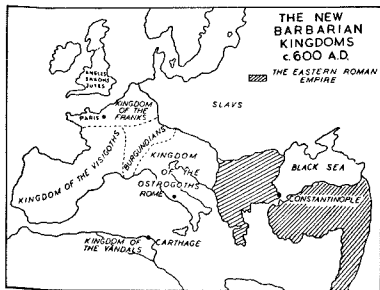 THE NEW
BARBARIAN
KINGDOMS
c.600 A.D.
THE EASTERN ROMAN
EMPIRE
ANGLES
SAXONS
JUTES
KINGDOM
OF THE
FRANKS
PARIS
SLAVS
KINGDOM OF THE VISIGOTHS
BURGUNDIANS
KINGDOM
OF THE
OSTROGOTHS
ROME
BLACK SEA
CONSTANTINOPLE
KINGDOM OF
THE VANDALS
CARTHAGE